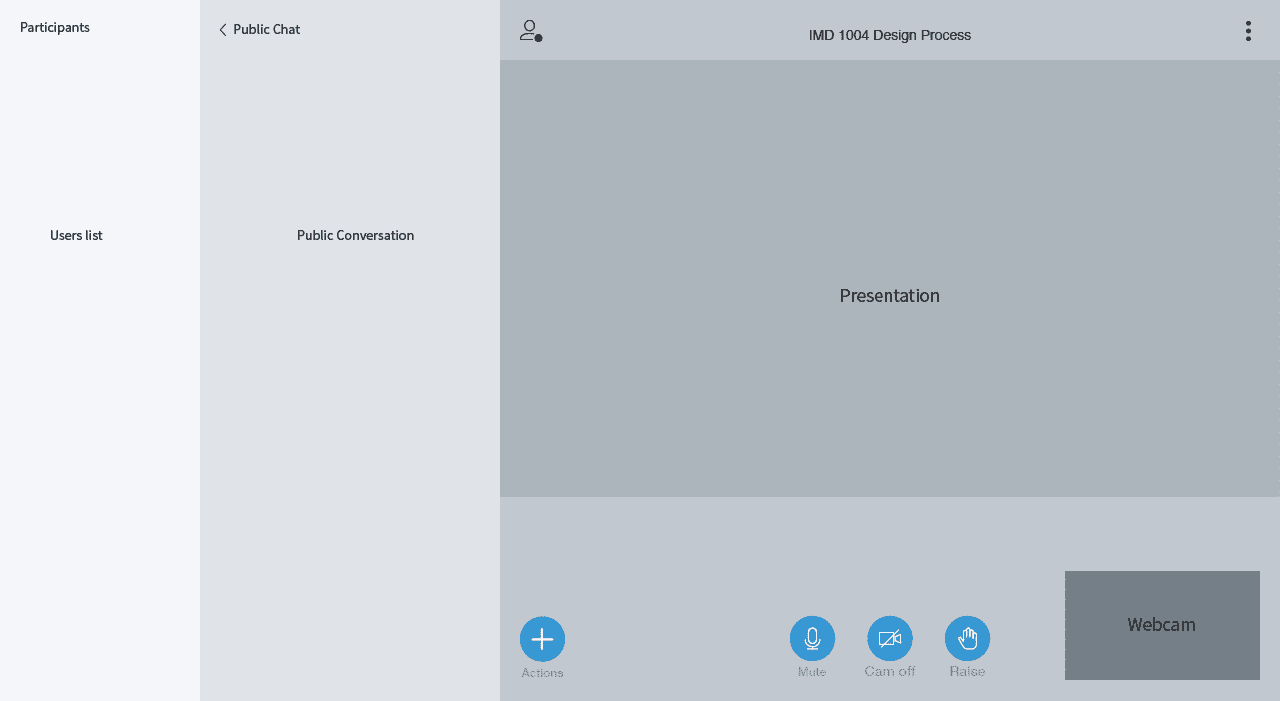 Participants
Users list
Public Chat
Public Conversation
IMD 1004 Design Process
Presentation
Actions
Mute
Cam off
Raise
Webcam